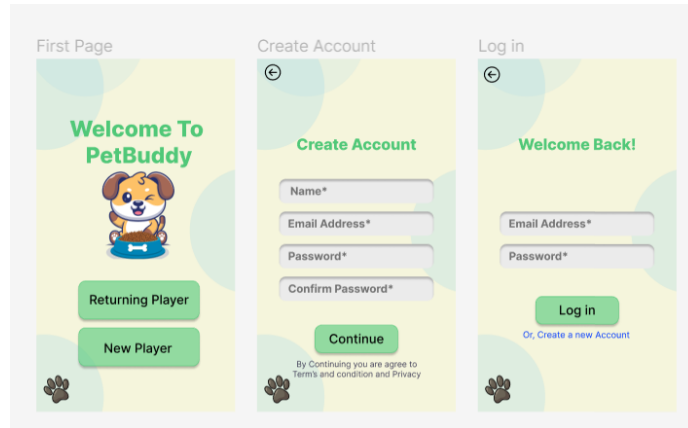 First Page
Welcome To
PetBuddy
Returning Player
New Player
Create Account
Create Account
Name*
Email Address*
Password*
Confirm Password*
Continue
By Continuing you are agree to
Term's and condition and Privacy
Log in
Welcome Back!
Email Address*
Password*
Log in
Or, Create a new Account